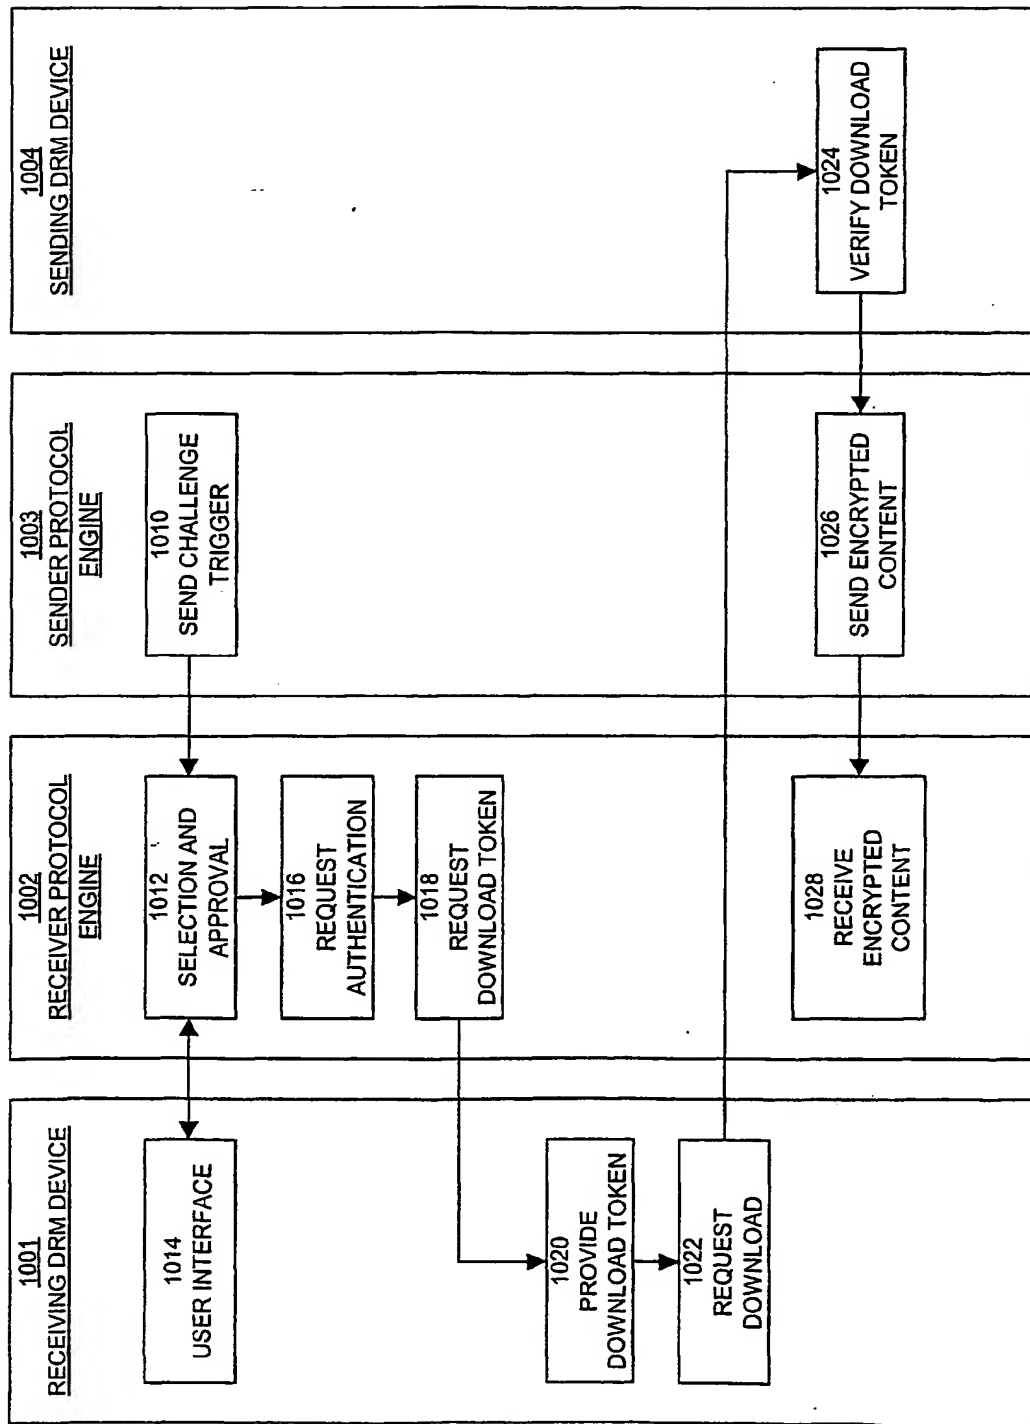 1001
RECEIVING DRM DEVICE
1014
USER INTERFACE
1020
PROVIDE
DOWNLOAD TOKEN
1022
REQUEST
DOWNLOAD
1002
RECEIVER PROTOCOL
ENGINE
1012
SELECTION AND
APPROVAL
1016
REQUEST
AUTHENTICATION
1018
REQUEST
DOWNLOAD TOKEN
1028
RECEIVE
ENCRYPTED
CONTENT
1003
SENDER PROTOCOL
ENGINE
1010
SEND CHALLENGE
TRIGGER
1026
SEND ENCRYPTED
CONTENT
1004
SENDING DRM DEVICE
1024
VERIFY DOWNLOAD
TOKEN